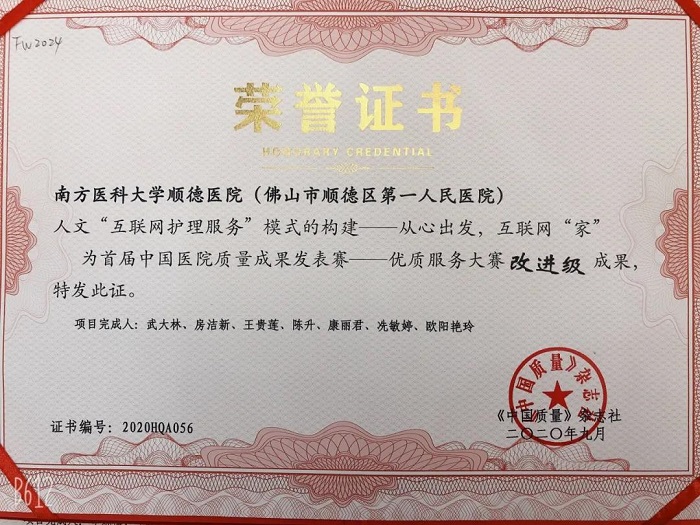 FW2024
荣誉证书
HONORARY CREDENTIAL
南方医科大学顺德医院（佛山市顺德区第一人民医院）
人文“互联网护理服务”模式的构建——从心出发，互联网“家”
为首届中国医院质量成果发表赛——优质服务大赛 改进级 成果，
特发此证。
项目完成人：武大林、房洁新、王贵莲、陈升、康丽君、冼敏婷、欧阳艳玲
《中国质量》杂志社
证书编号：2020HQA056
《中国质量》杂志社
二〇二〇年九月
B612